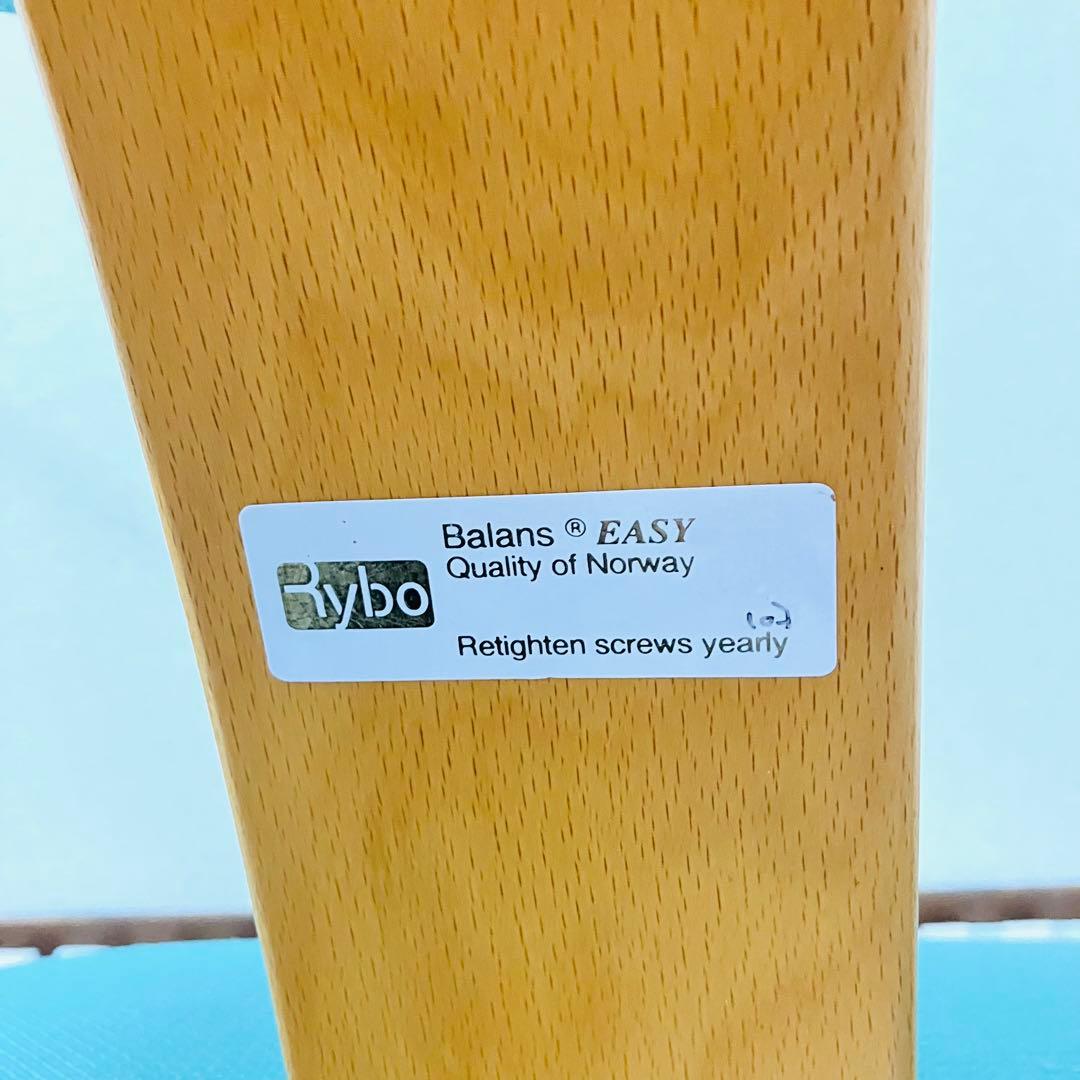 Balans ® EASY
Quality of Norway
Rybo
Retighten screws yearly